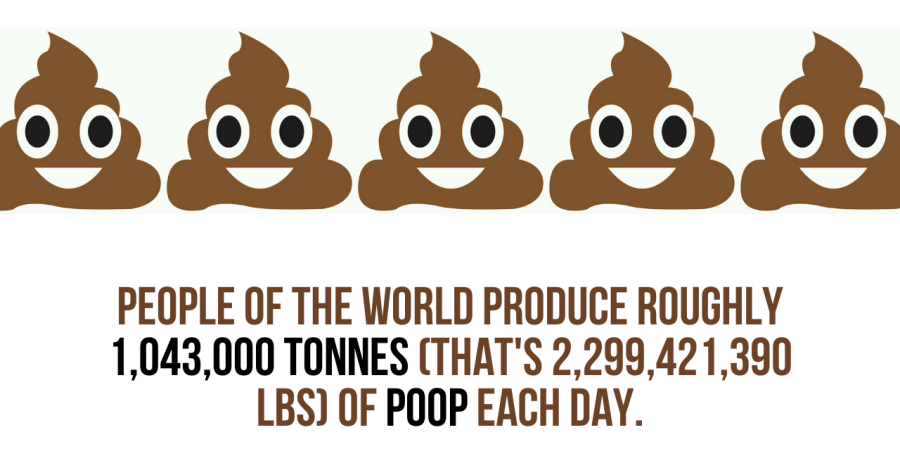 PEOPLE OF THE WORLD PRODUCE ROUGHLY
1,043,000 TONNES (THAT'S 2,299,421,390
LBS) OF POOP EACH DAY.